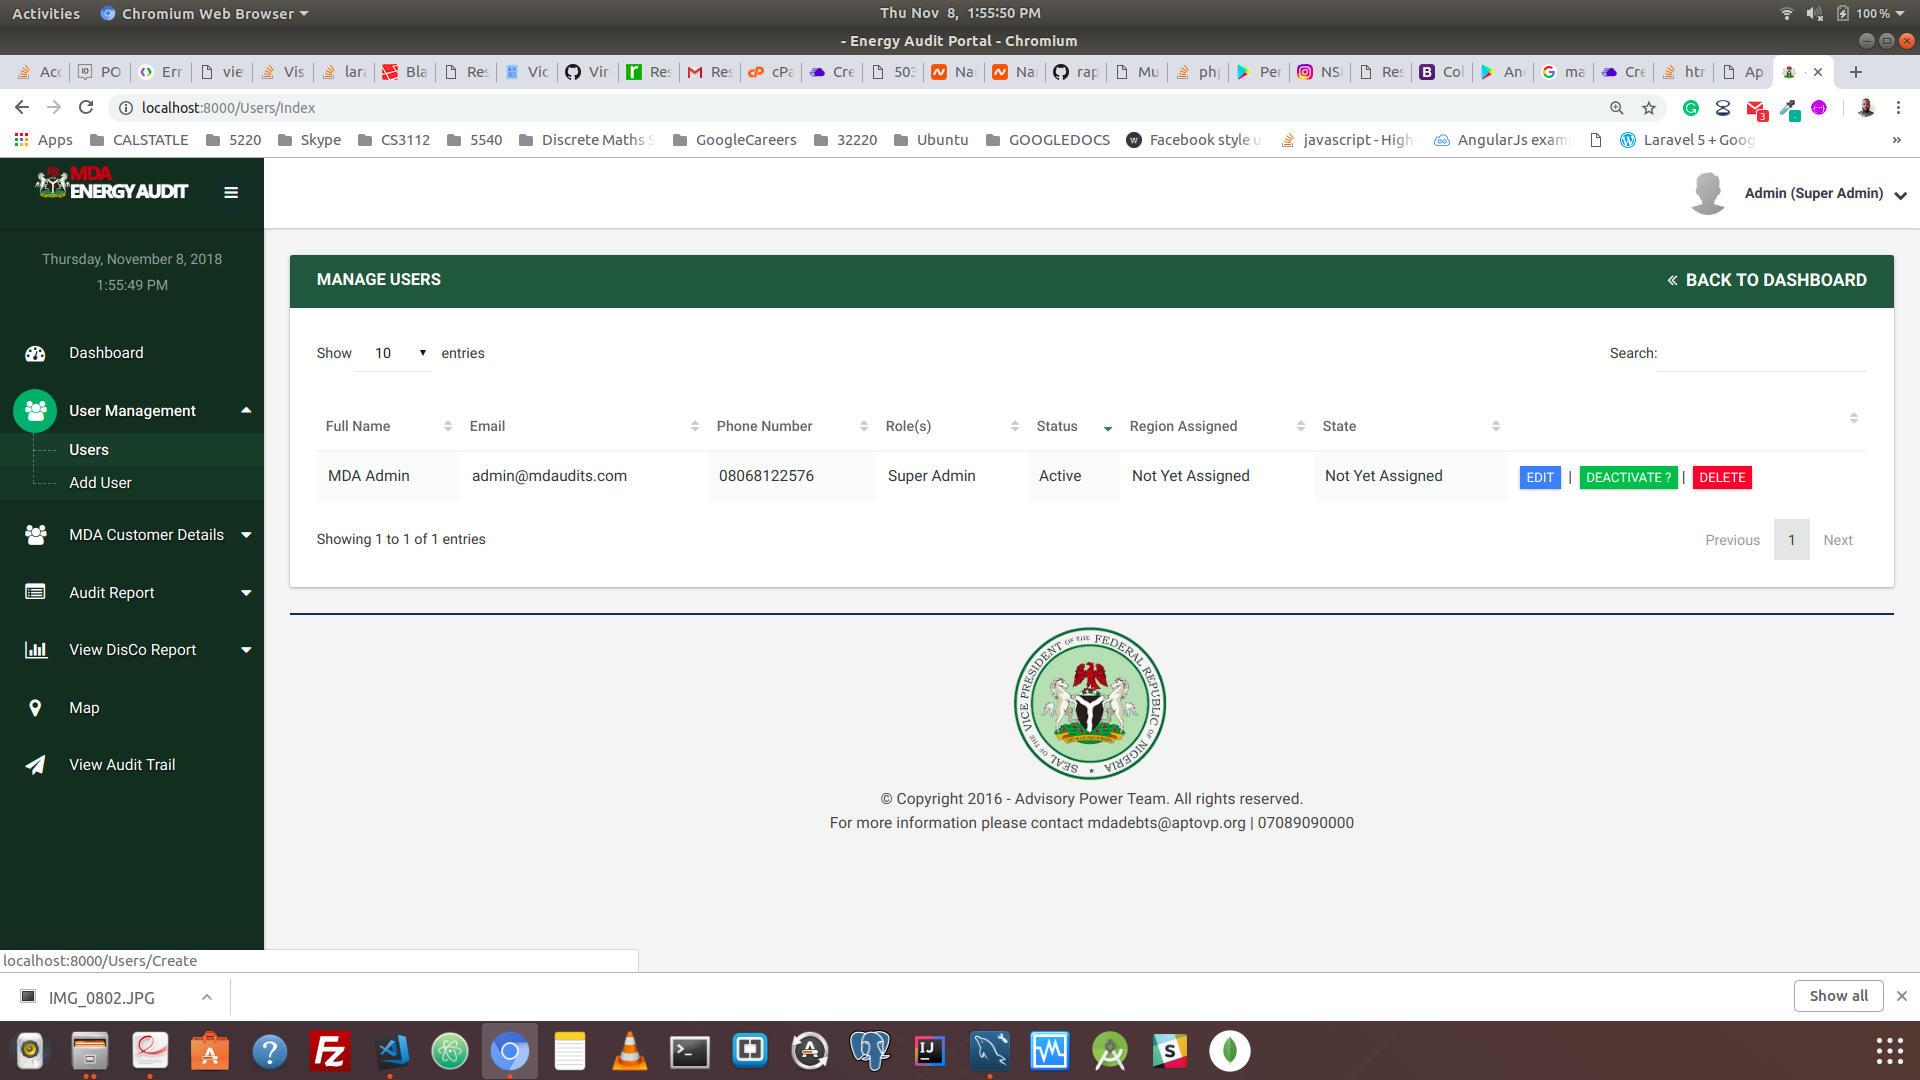 Activities
Chromium Web Browser
Thu Nov 8, 1:55:50 PM
100 %
- Energy Audit Portal - Chromium
PO
Err
vie
Vis
Bla
Res
Vic
Res
cPa
Cre
503
rap
Mu
php
Per
NS
Res
Col
An
ma
Cre
htr
Ap
localhost:8000/Users/Index
3
Apps
CALSTATLE
5220
Skype
CS3112
5540
Discrete Maths S
GoogleCareers
32220
Ubuntu
GOOGLEDOCS
Facebook style u
javascript - High
AngularJs exam
Laravel 5 + Goog
»
MDA
ENERGY AUDIT
Admin (Super Admin)
Thursday, November 8, 2018
1:55:49 PM
Dashboard
User Management
Users
Add User
MDA Customer Details
Audit Report
View DisCo Report
Map
View Audit Trail
MANAGE USERS
« BACK TO DASHBOARD
Show 10 entries
Search:
Full Name Email Phone Number Role(s) Status Region Assigned State
MDA Admin admin@mdaudits.com 08068122576 Super Admin Active Not Yet Assigned Not Yet Assigned EDIT | DEACTIVATE ? | DELETE
Showing 1 to 1 of 1 entries
Previous 1 Next
SEAL OF THE VICE PRESIDENT OF THE FEDERAL REPUBLIC OF NIGERIA
© Copyright 2016 - Advisory Power Team. All rights reserved.
For more information please contact mdadebts@aptovp.org | 07089090000
localhost:8000/Users/Create
IMG_0802.JPG
Show all